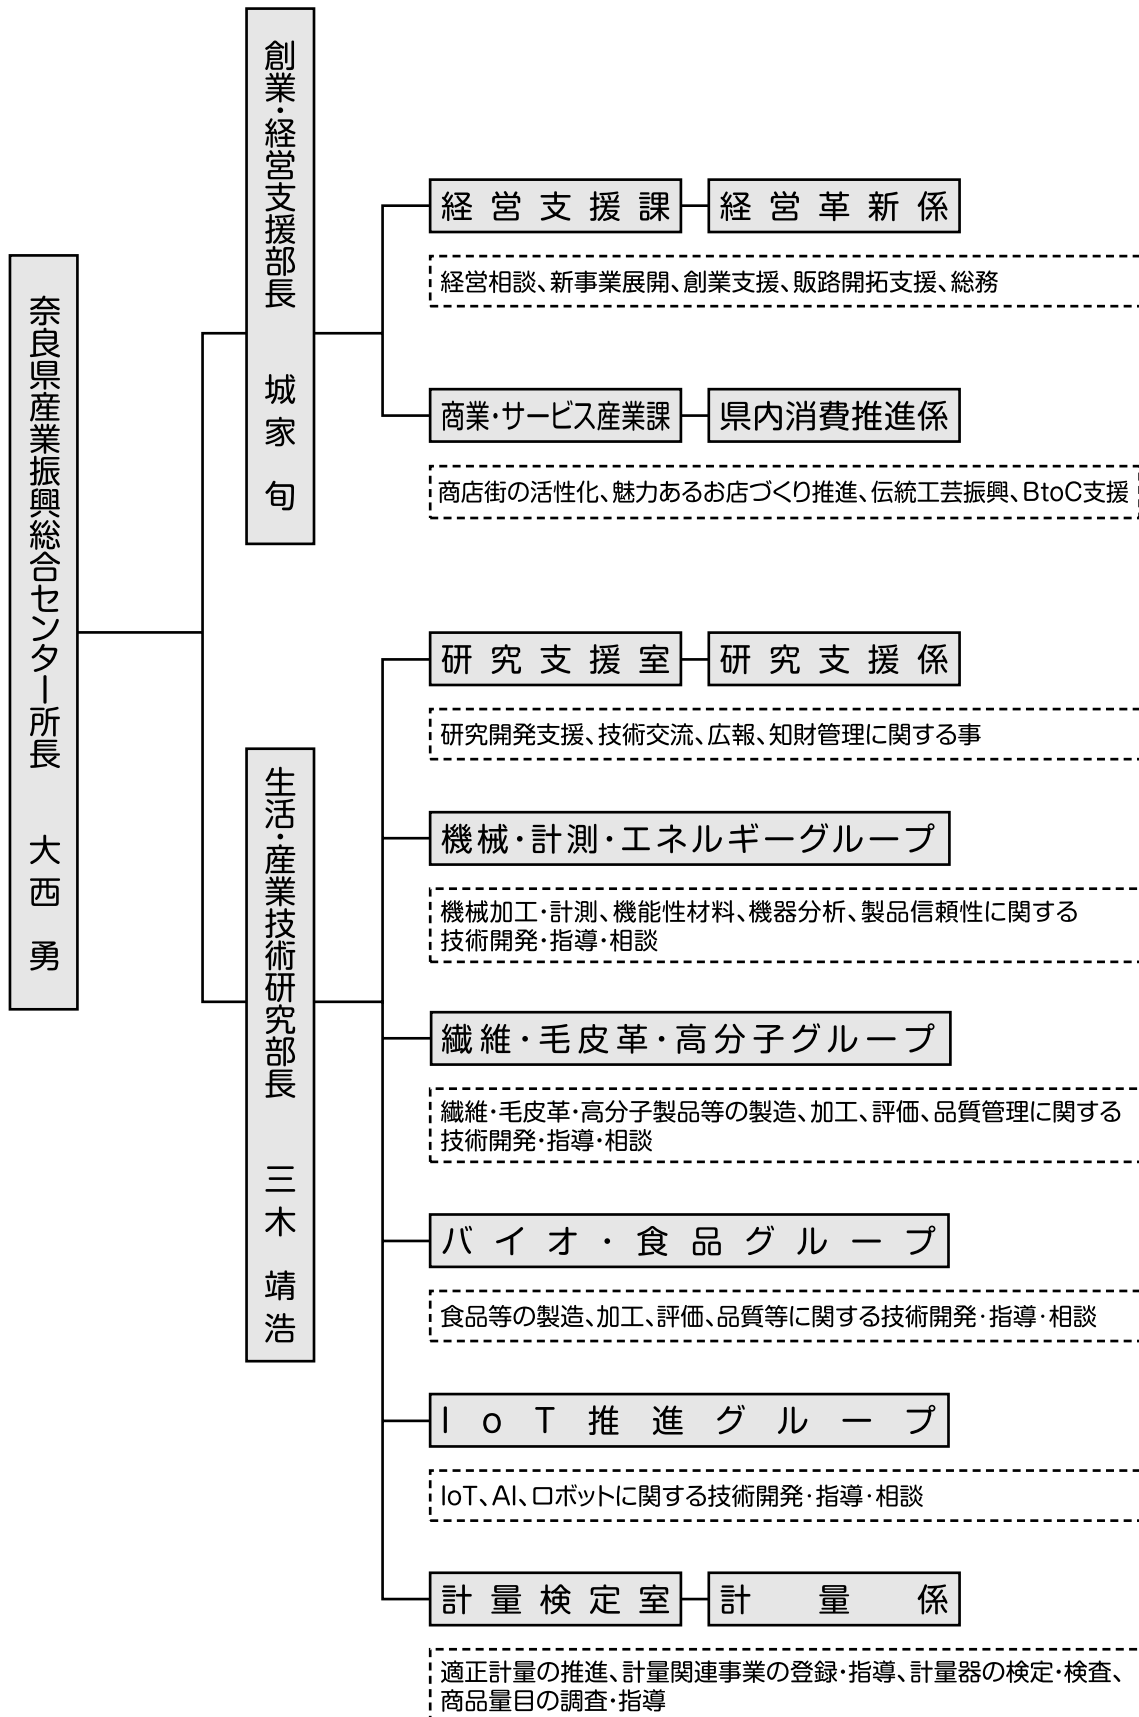 奈良県産業振興総合センター所長　大西　勇
創業・経営支援部長　城家　旬
経営支援課
経営革新係
経営相談、新事業展開、創業支援、販路開拓支援、総務
商業・サービス産業課
県内消費推進係
商店街の活性化、魅力あるお店づくり推進、伝統工芸振興、BtoC支援
生活・産業技術研究部長　三木　靖浩
研究支援室
研究支援係
研究開発支援、技術交流、広報、知財管理に関する事
機械・計測・エネルギーグループ
機械加工・計測、機能性材料、機器分析、製品信頼性に関する
技術開発・指導・相談
繊維・毛皮革・高分子グループ
繊維・毛皮革・高分子製品等の製造、加工、評価、品質管理に関する
技術開発・指導・相談
バイオ・食品グループ
食品等の製造、加工、評価、品質等に関する技術開発・指導・相談
IoT推進グループ
IoT、AI、ロボットに関する技術開発・指導・相談
計量検定室
計量係
適正計量の推進、計量関連事業の登録・指導、計量器の検定・検査、
商品量目の調査・指導